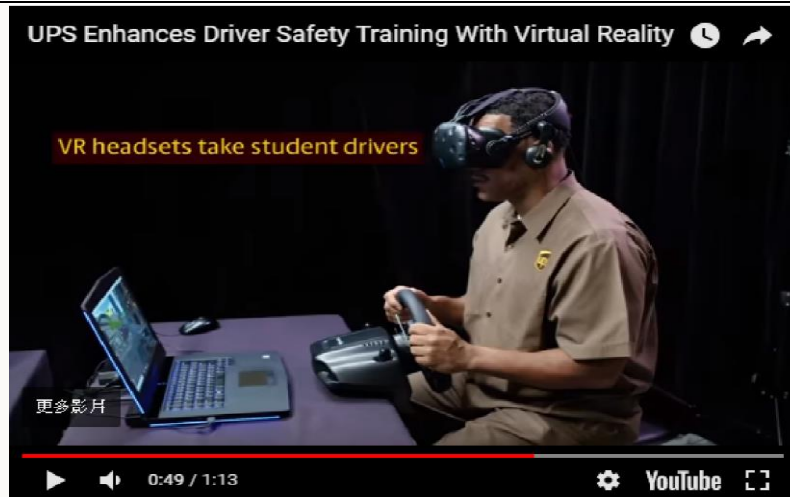 UPS Enhances Driver Safety Training With Virtual Reality
VR headsets take student drivers
更多影片
0:49 / 1:13
YouTube